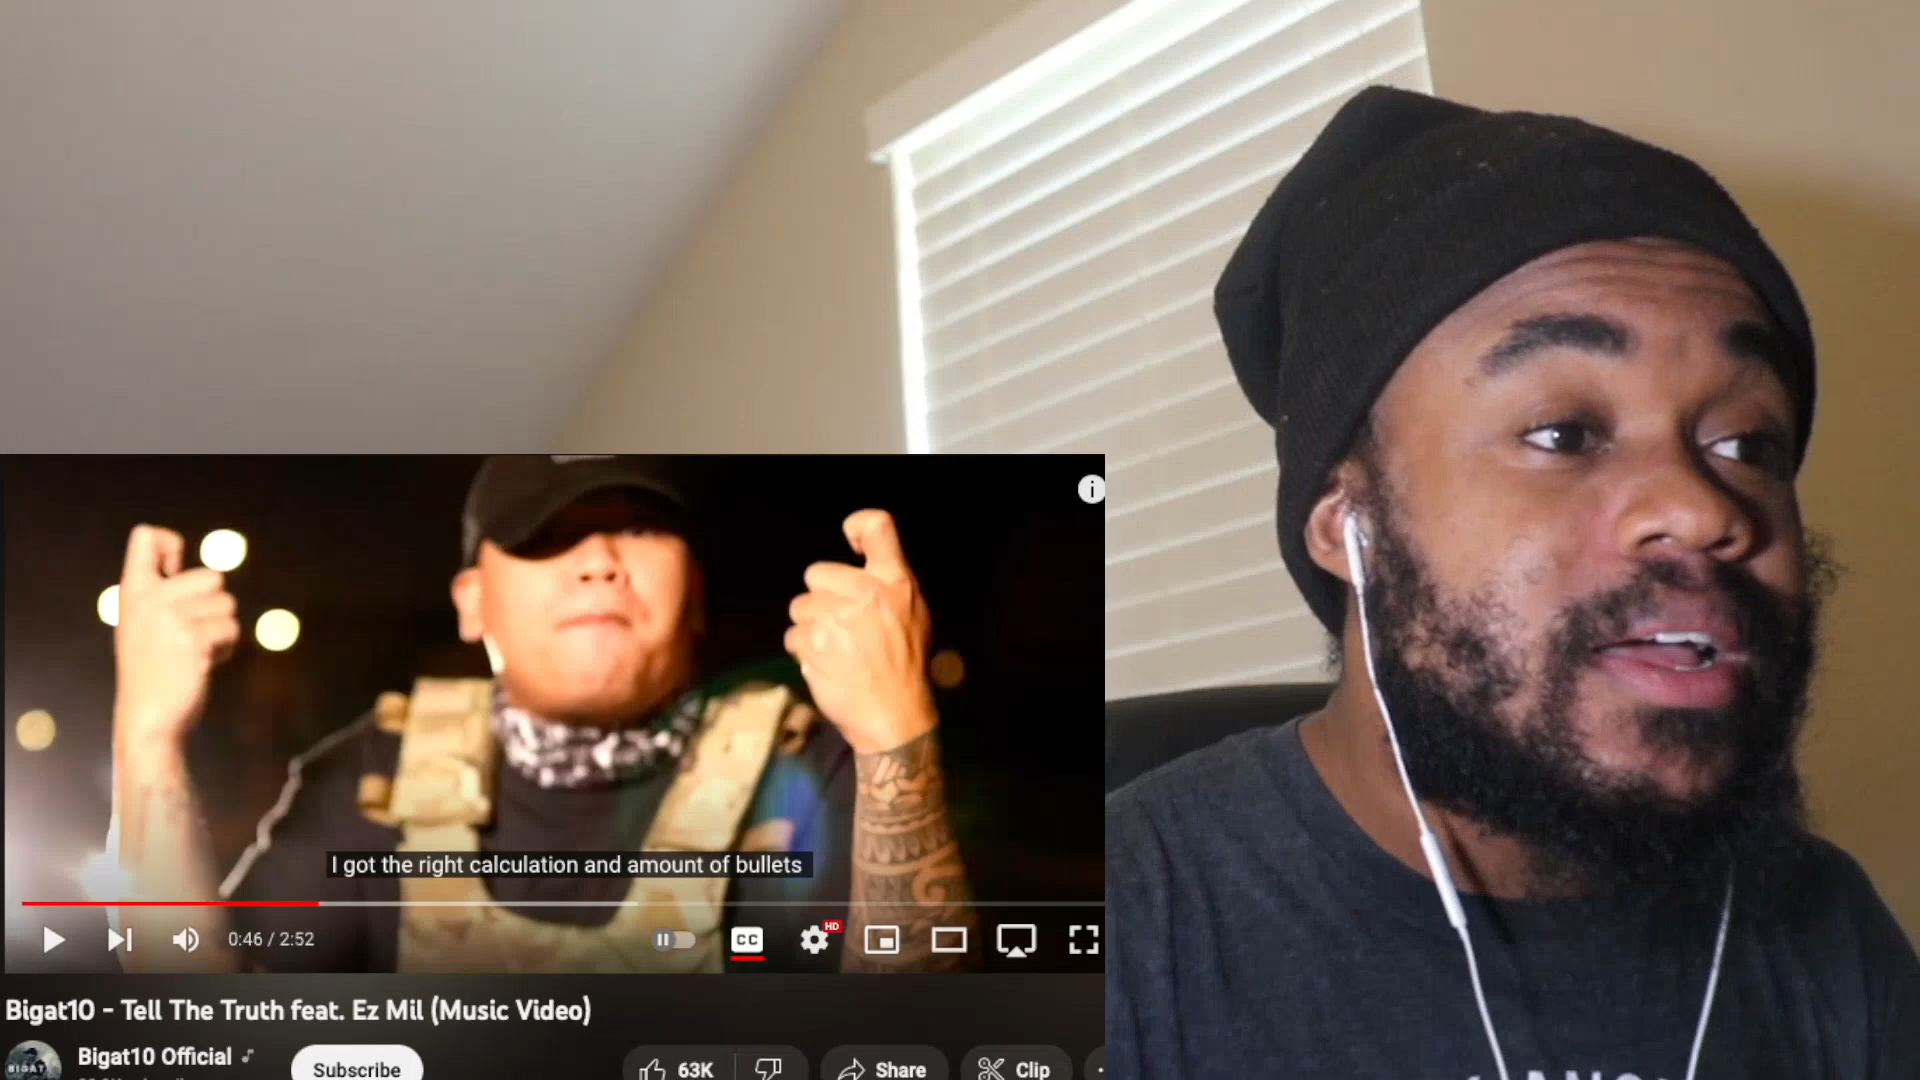 I got the right calculation and amount of bullets
HD
CC
0:46 / 2:52
Bigat10 - Tell The Truth feat. Ez Mil (Music Video)
Bigat10 Official
BIGAT
Subscribe
63K
Share
Clip